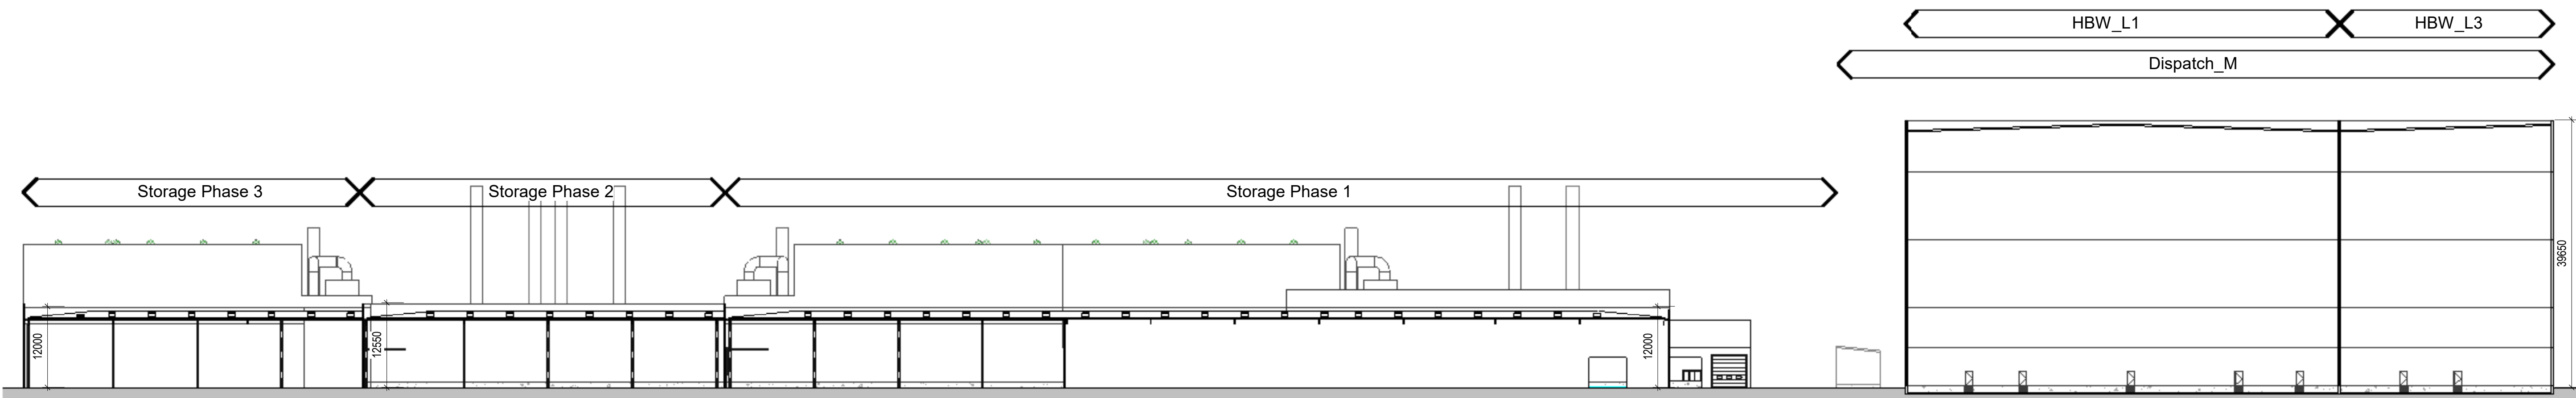 HBW_L1
HBW_L3
Dispatch_M
Storage Phase 3
Storage Phase 2
Storage Phase 1
39650
12000
12550
12000